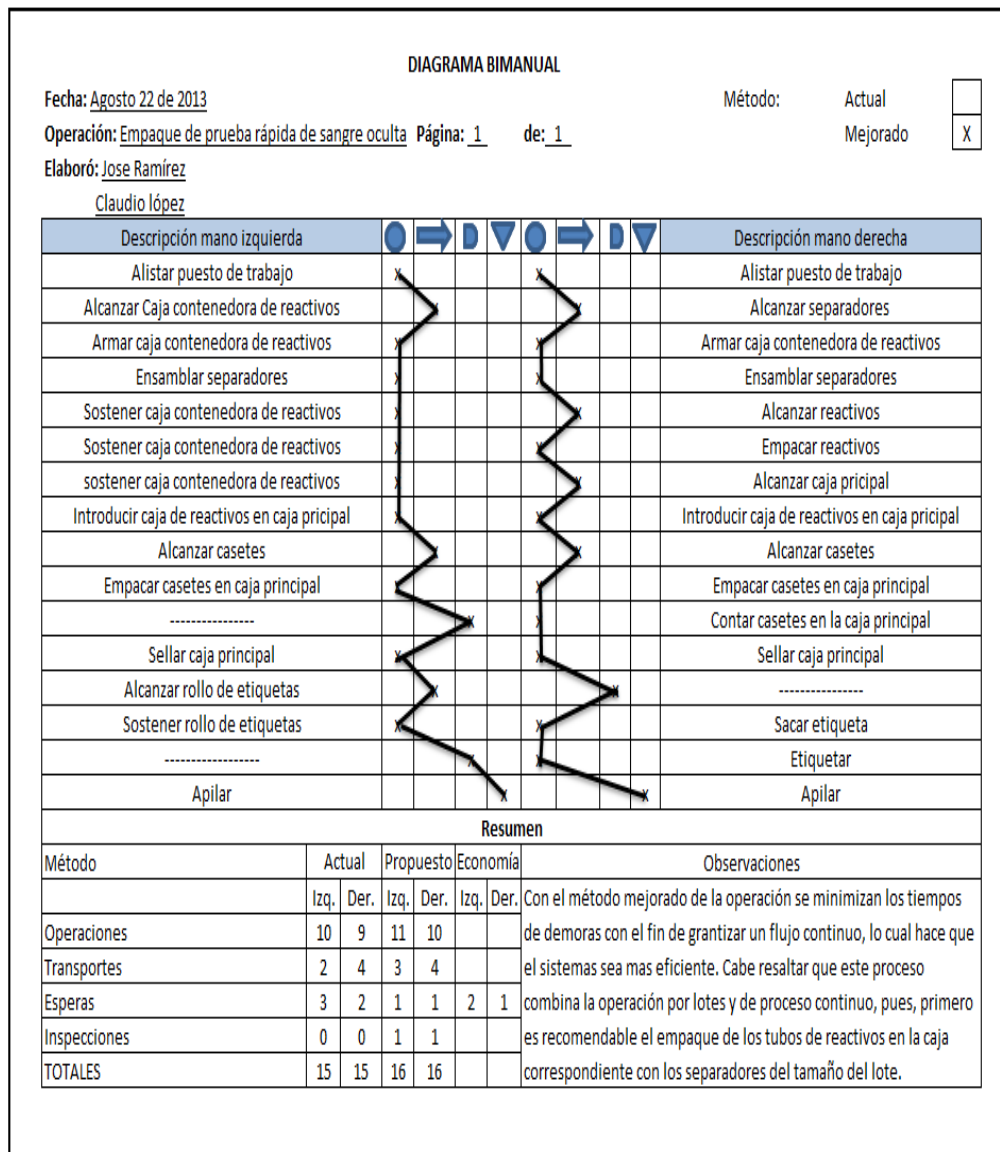 DIAGRAMA BIMANUAL
Fecha: Agosto 22 de 2013 Método: Actual
Operación: Empaque de prueba rápida de sangre oculta Página: 1 de: 1 Mejorado X
Elaboró: Jose Ramírez
Claudio lópez
Descripción mano izquierda D D Descripción mano derecha
Alistar puesto de trabajo x x Alistar puesto de trabajo
Alcanzar Caja contenedora de reactivos x x Alcanzar separadores
Armar caja contenedora de reactivos x x Armar caja contenedora de reactivos
Ensamblar separadores x x Ensamblar separadores
Sostener caja contenedora de reactivos x x Alcanzar reactivos
Sostener caja contenedora de reactivos x x Empacar reactivos
sostener caja contenedora de reactivos x x Alcanzar caja pricipal
Introducir caja de reactivos en caja pricipal x x Introducir caja de reactivos en caja pricipal
Alcanzar casetes x x Alcanzar casetes
Empacar casetes en caja principal x x Empacar casetes en caja principal
---------------- x x Contar casetes en la caja principal
Sellar caja principal x x Sellar caja principal
Alcanzar rollo de etiquetas x x ----------------
Sostener rollo de etiquetas x x Sacar etiqueta
------------------ x x Etiquetar
Apilar x x Apilar
Resumen
Método Actual Propuesto Economía Observaciones
Izq. Der. Izq. Der. Izq. Der. Con el método mejorado de la operación se minimizan los tiempos
Operaciones 10 9 11 10 de demoras con el fin de grantizar un flujo continuo, lo cual hace que
Transportes 2 4 3 4 el sistemas sea mas eficiente. Cabe resaltar que este proceso
Esperas 3 2 1 1 2 1 combina la operación por lotes y de proceso continuo, pues, primero
Inspecciones 0 0 1 1 es recomendable el empaque de los tubos de reactivos en la caja
TOTALES 15 15 16 16 correspondiente con los separadores del tamaño del lote.